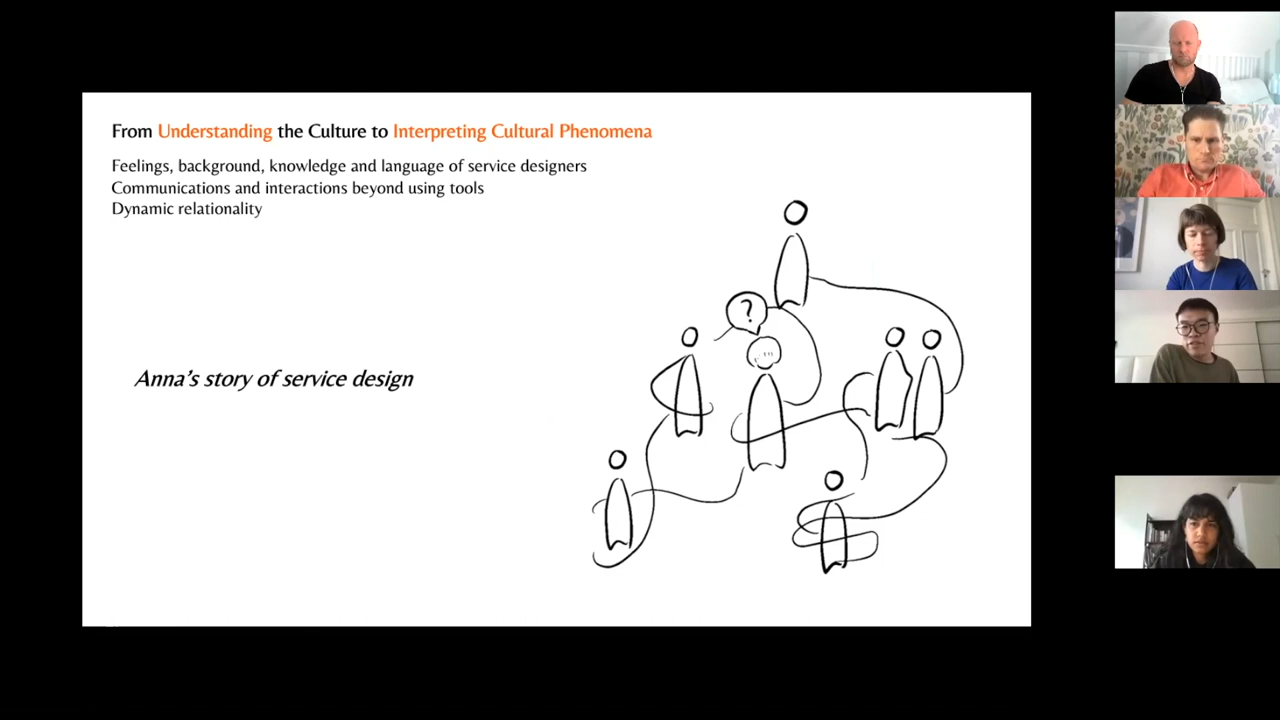 From Understanding the Culture to Interpreting Cultural Phenomena
Feelings, background, knowledge and language of service designers
Communications and interactions beyond using tools
Dynamic relationality
?
Anna's story of service design